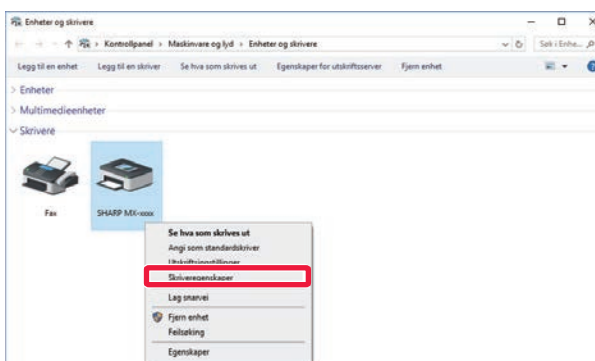 Enheter og skrivere
Kontrollpanel › Maskinvare og lyd › Enheter og skrivere
Søk i Enhe...
Legg til en enhet Legg til en skriver Se hva som skrives ut Egenskaper for utskriftsserver Fjern enhet
Enheter
Multimedieenheter
Skrivere
Fax SHARP MX-xxxx
Se hva som skrives ut
Angi som standardskriver
Utskriftsinnstillinger
Skriveregenskaper
Lag snarvei
Fjern enhet
Feilsøking
Egenskaper